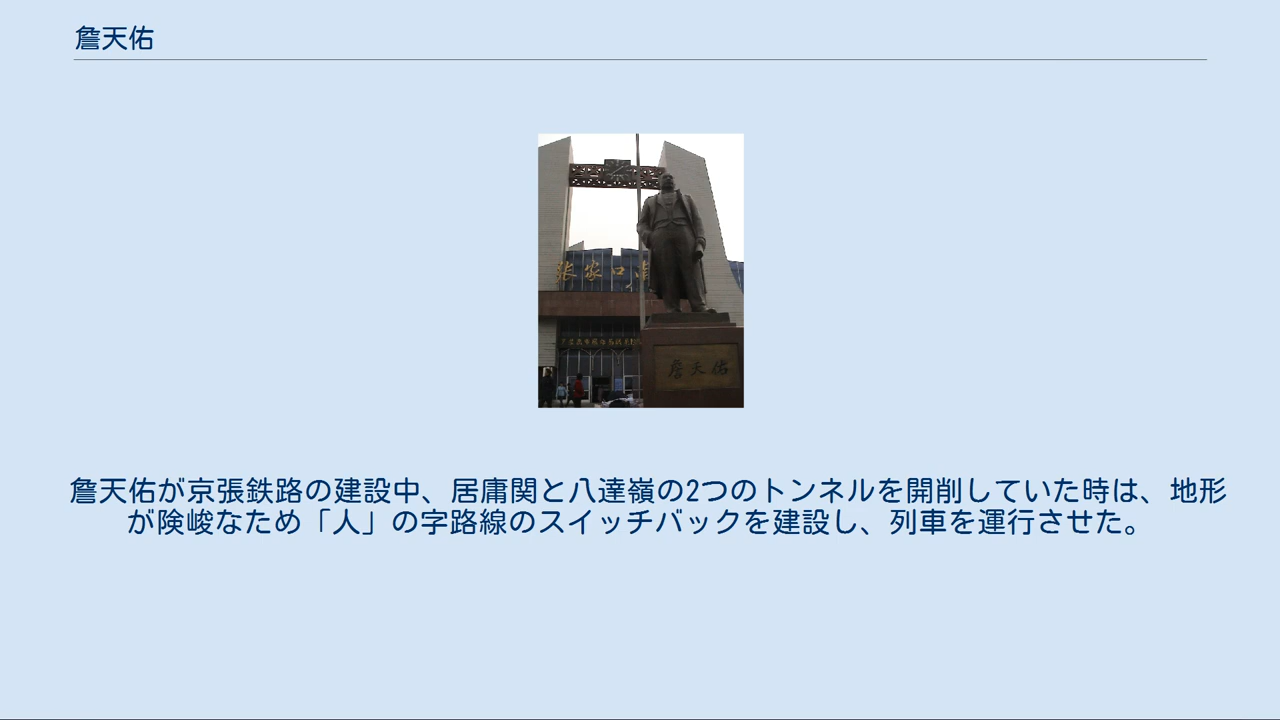 詹天佑
张家口南
詹天佑
詹天佑が京張鉄路の建設中、居庸関と八達嶺の2つのトンネルを開削していた時は、地形
が険峻なため「人」の字路線のスイッチバックを建設し、列車を運行させた。